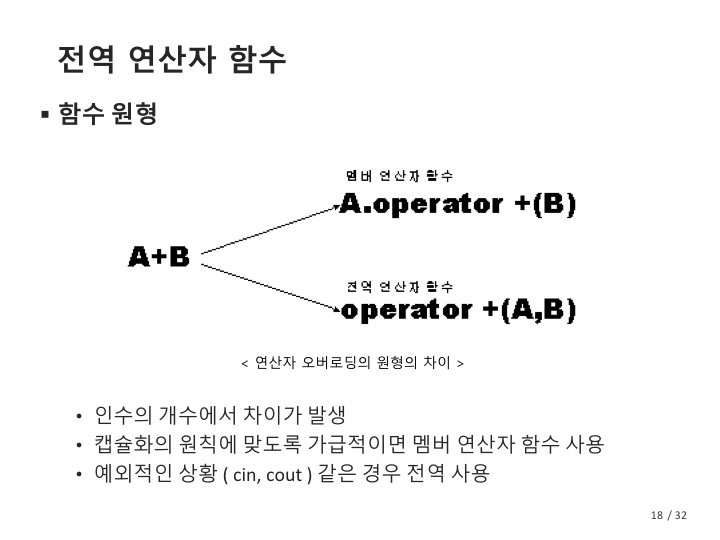 전역 연산자 함수
▪ 함수 원형
멤버 연산자 함수
A.operator +(B)
A+B
전역 연산자 함수
operator +(A,B)
< 연산자 오버로딩의 원형의 차이 >
• 인수의 개수에서 차이가 발생
• 캡슐화의 원칙에 맞도록 가급적이면 멤버 연산자 함수 사용
• 예외적인 상황 ( cin, cout ) 같은 경우 전역 사용
18 / 32